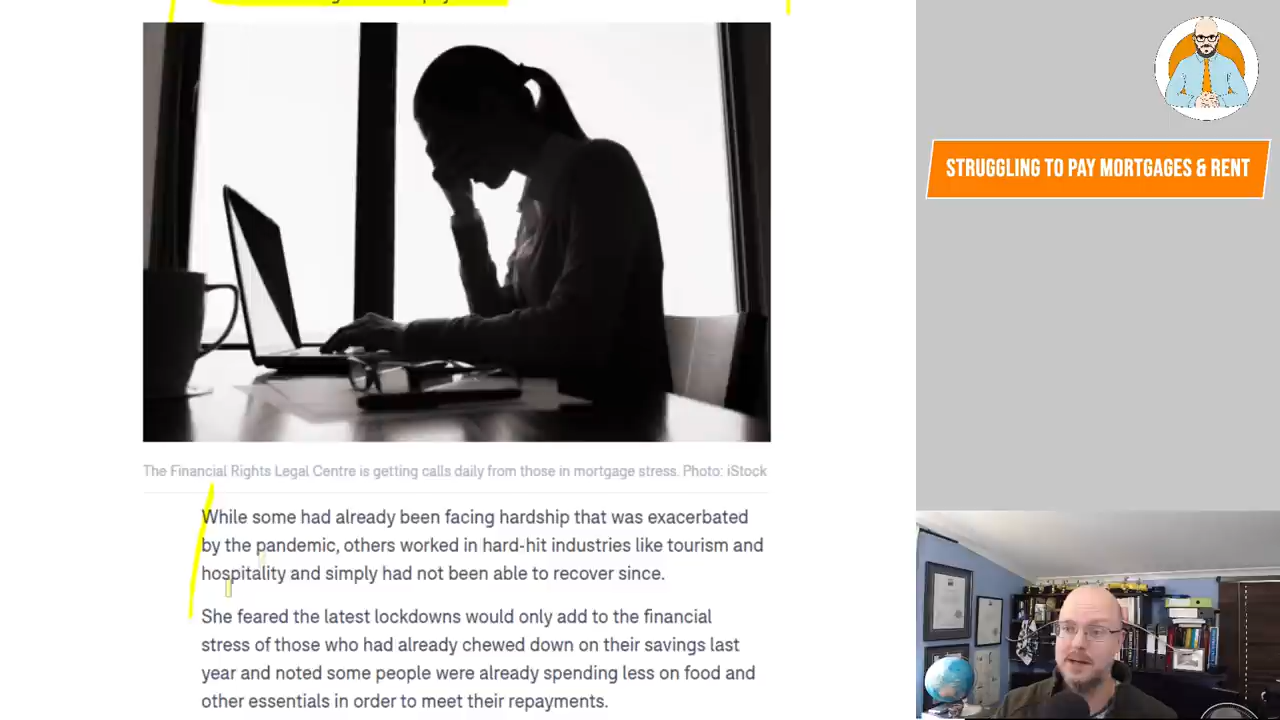 STRUGGLING TO PAY MORTGAGES & RENT
The Financial Rights Legal Centre is getting calls daily from those in mortgage stress. Photo: iStock
While some had already been facing hardship that was exacerbated
by the pandemic, others worked in hard-hit industries like tourism and
hospitality and simply had not been able to recover since.
She feared the latest lockdowns would only add to the financial
stress of those who had already chewed down on their savings last
year and noted some people were already spending less on food and
other essentials in order to meet their repayments.